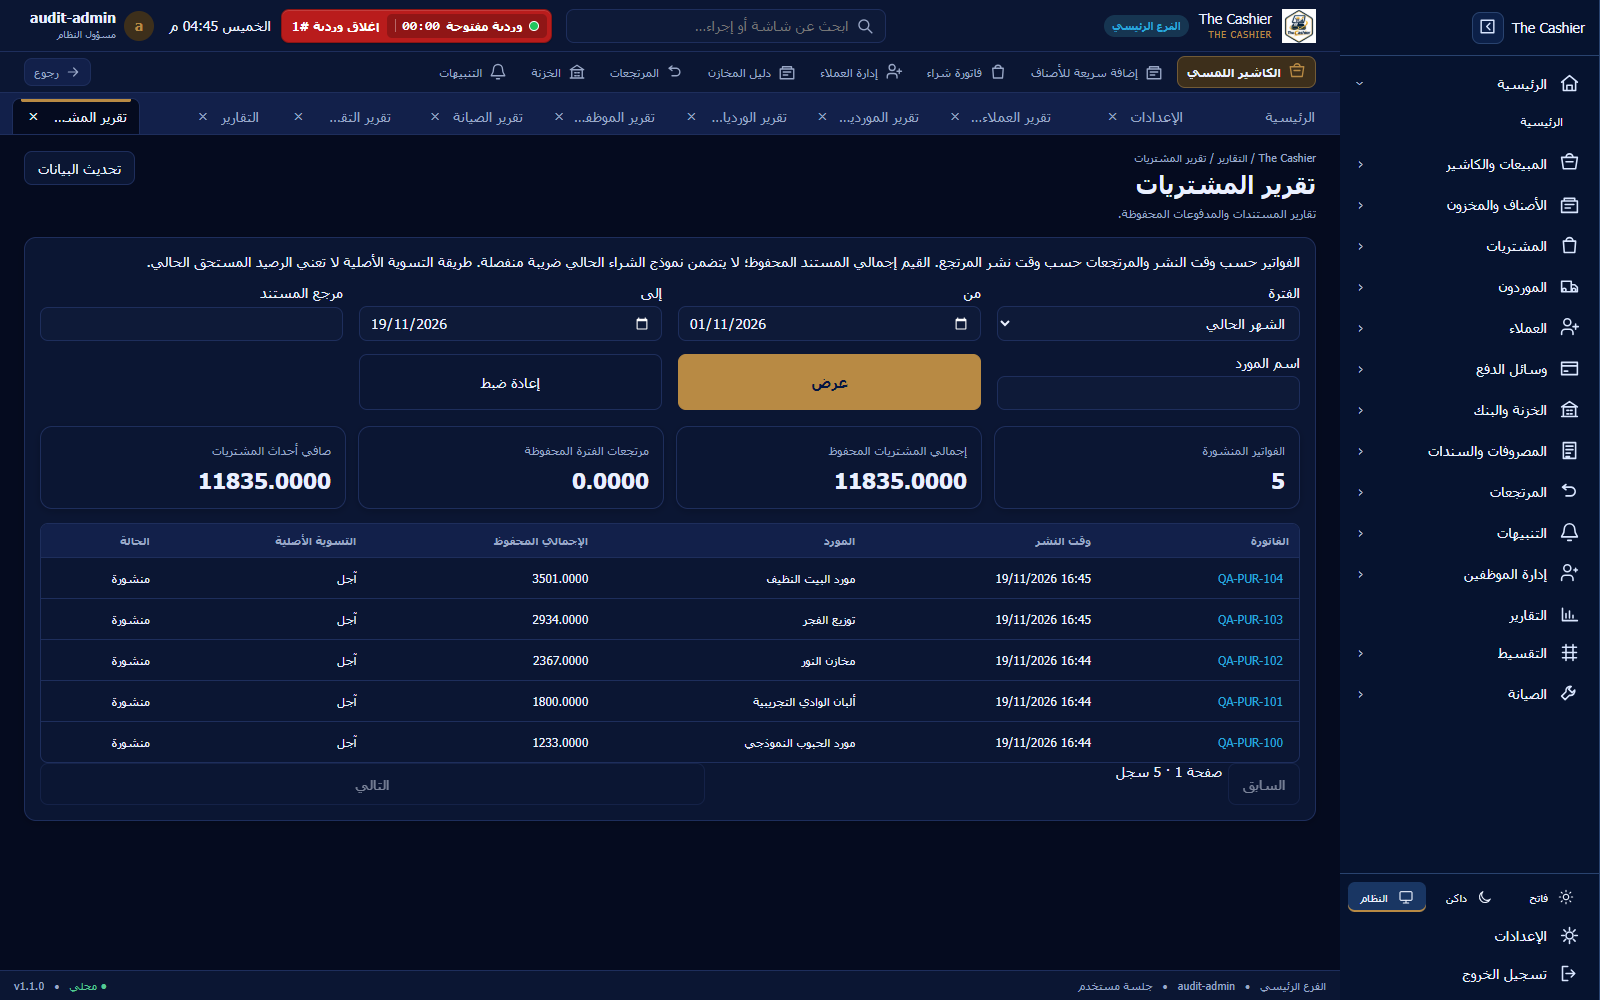 The Cashier
الرئيسية
الرئيسية
المبيعات والكاشير
الأصناف والمخزون
المشتريات
الموردون
العملاء
وسائل الدفع
الخزنة والبنك
المصروفات والسندات
المرتجعات
التنبيهات
إدارة الموظفين
التقارير
التقسيط
الصيانة
فاتح
داكن
النظام
الإعدادات
تسجيل الخروج
The Cashier
THE CASHIER
الفرع الرئيسي
ابحث عن شاشة أو إجراء...
وردية مفتوحة 00:00 | إغلاق وردية #1
الخميس 04:45 م
a
audit-admin
مسؤول النظام
الكاشير اللمسي
إضافة سريعة للأصناف
فاتورة شراء
إدارة العملاء
دليل المخازن
المرتجعات
الخزنة
التنبيهات
رجوع
الرئيسية
الإعدادات ×
تقرير العملاء... ×
تقرير الموردي... ×
تقرير الورديا... ×
تقرير الموظف... ×
تقرير الصيانة ×
تقرير التق... ×
التقارير ×
تقرير المشـ... ×
The Cashier / التقارير / تقرير المشتريات
تقرير المشتريات
تقارير المستندات والمدفوعات المحفوظة.
تحديث البيانات
الفواتير حسب وقت النشر والمرتجعات حسب وقت نشر المرتجع. القيم إجمالي المستند المحفوظ؛ لا يتضمن نموذج الشراء الحالي ضريبة منفصلة. طريقة التسوية الأصلية لا تعني الرصيد المستحق الحالي.
الفترة
الشهر الحالي
من
01/11/2026
إلى
19/11/2026
مرجع المستند
اسم المورد
عرض
إعادة ضبط
الفواتير المنشورة
5
إجمالي المشتريات المحفوظ
11835.0000
مرتجعات الفترة المحفوظة
0.0000
صافي أحداث المشتريات
11835.0000
الفاتورة وقت النشر المورد الإجمالي المحفوظ التسوية الأصلية الحالة
QA-PUR-104 19/11/2026 16:45 مورد البيت النظيف 3501.0000 آجل منشورة
QA-PUR-103 19/11/2026 16:45 توزيع الفجر 2934.0000 آجل منشورة
QA-PUR-102 19/11/2026 16:44 مخازن النور 2367.0000 آجل منشورة
QA-PUR-101 19/11/2026 16:44 ألبان الوادي التجريبية 1800.0000 آجل منشورة
QA-PUR-100 19/11/2026 16:44 مورد الحبوب النموذجي 1233.0000 آجل منشورة
السابق
صفحة 1 · 5 سجل
التالي
الفرع الرئيسي • audit-admin • جلسة مستخدم
محلي • v1.1.0